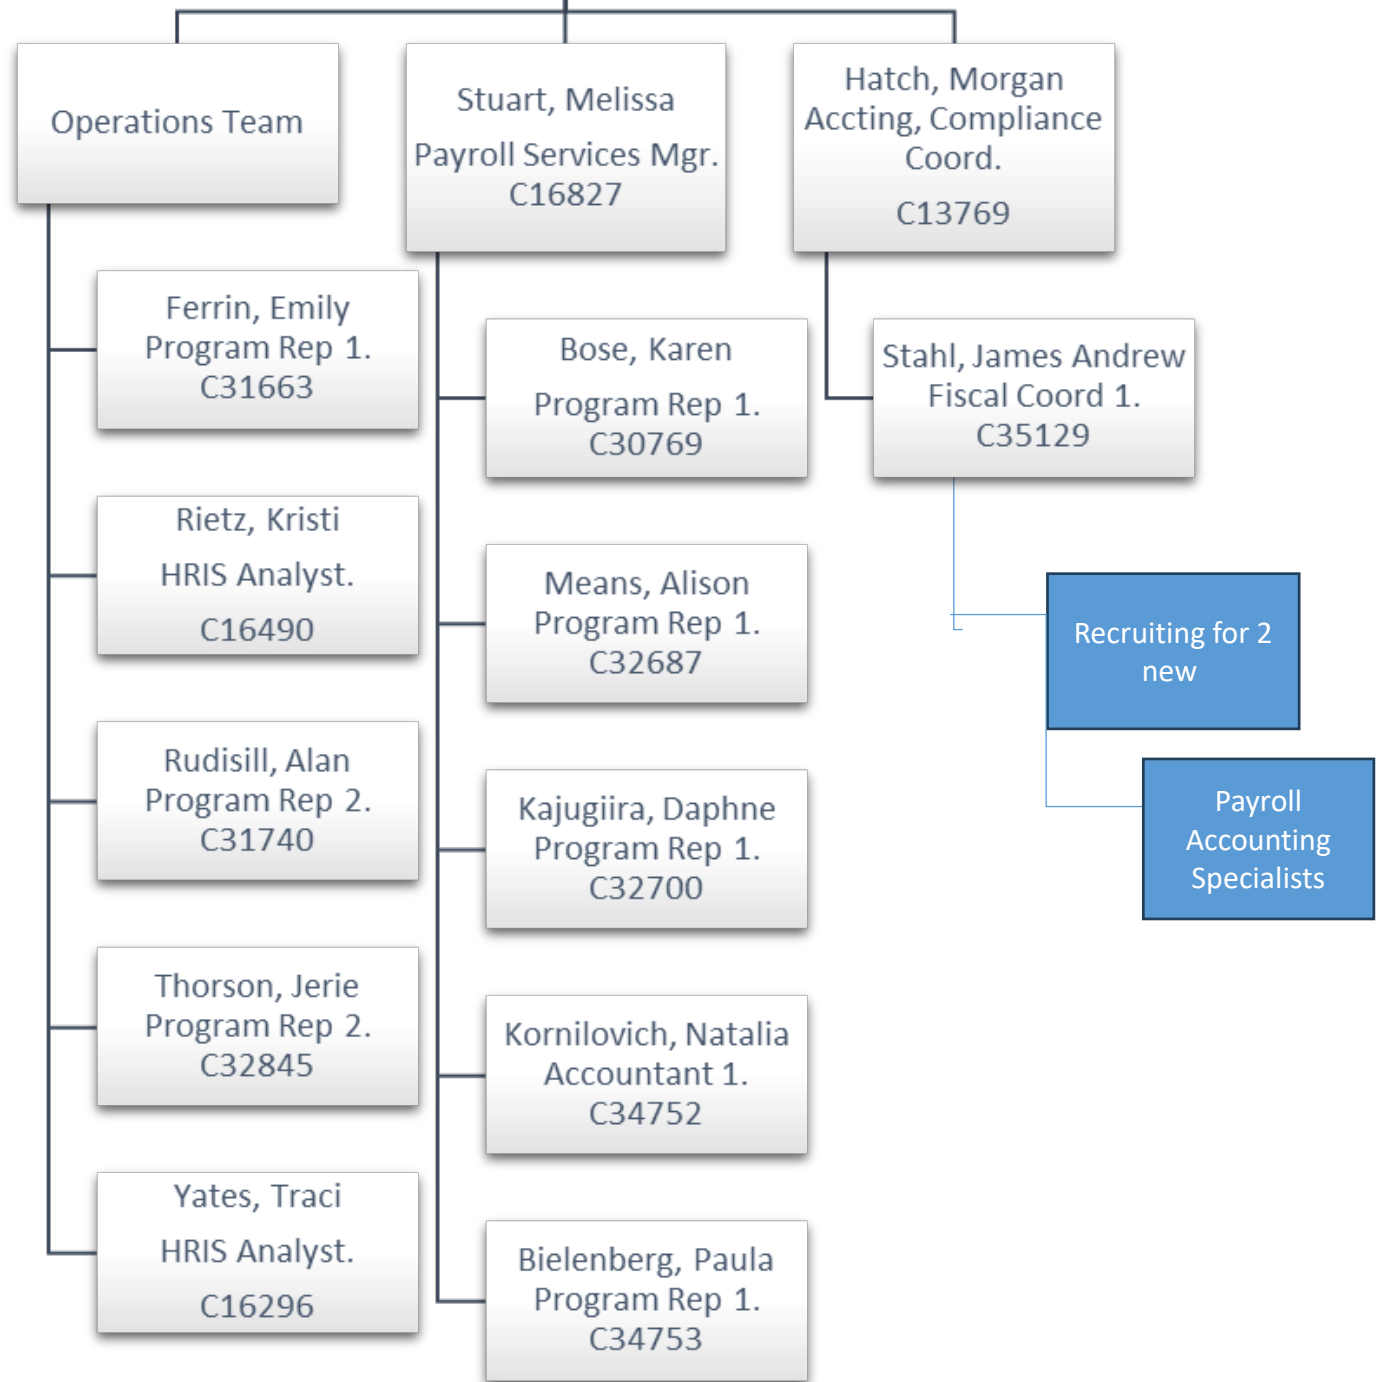 Operations Team
Stuart, Melissa
Payroll Services Mgr.
C16827
Hatch, Morgan
Accting, Compliance
Coord.
C13769
Ferrin, Emily
Program Rep 1.
C31663
Rietz, Kristi
HRIS Analyst.
C16490
Rudisill, Alan
Program Rep 2.
C31740
Thorson, Jerie
Program Rep 2.
C32845
Yates, Traci
HRIS Analyst.
C16296
Bose, Karen
Program Rep 1.
C30769
Means, Alison
Program Rep 1.
C32687
Kajugiira, Daphne
Program Rep 1.
C32700
Kornilovich, Natalia
Accountant 1.
C34752
Bielenberg, Paula
Program Rep 1.
C34753
Stahl, James Andrew
Fiscal Coord 1.
C35129
Recruiting for 2
new
Payroll
Accounting
Specialists